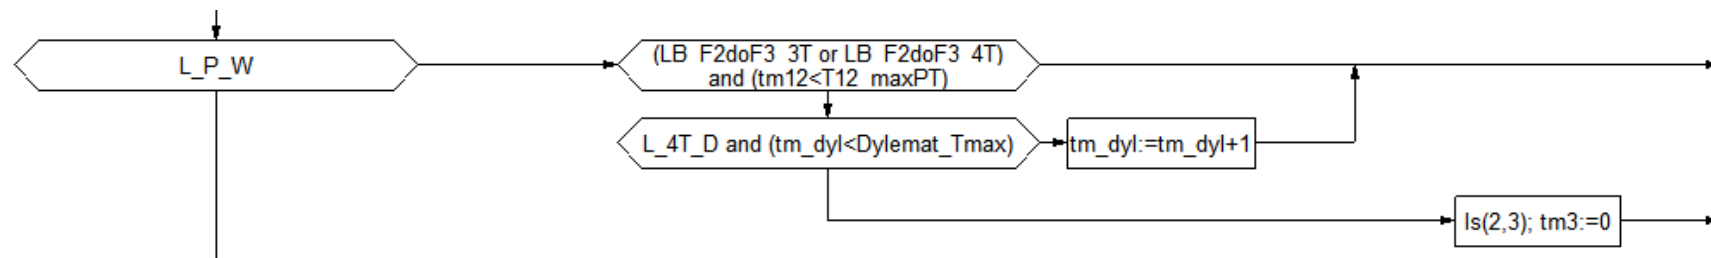 L_P_W
(LB F2doF3 3T or LB F2doF3 4T)
and (tm12<T12 maxPT)
L_4T_D and (tm_dyl<Dylemat_Tmax)
tm_dyl:=tm_dyl+1
ls(2,3); tm3:=0